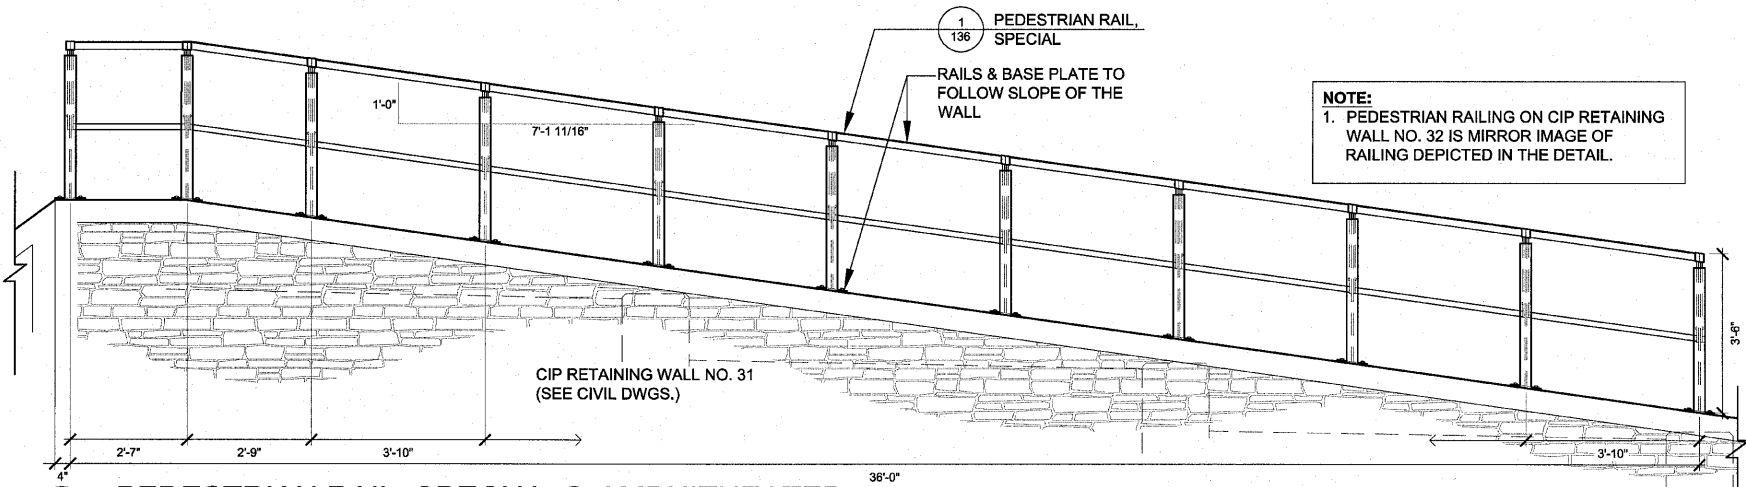 1
136
PEDESTRIAN RAIL,
SPECIAL
RAILS & BASE PLATE TO
FOLLOW SLOPE OF THE
WALL
1'-0"
7'-1 11/16"
NOTE:
1. PEDESTRIAN RAILING ON CIP RETAINING
WALL NO. 32 IS MIRROR IMAGE OF
RAILING DEPICTED IN THE DETAIL.
3'-6"
CIP RETAINING WALL NO. 31
(SEE CIVIL DWGS.)
2'-7"
2'-9"
3'-10"
3'-10"
4"
36'-0"